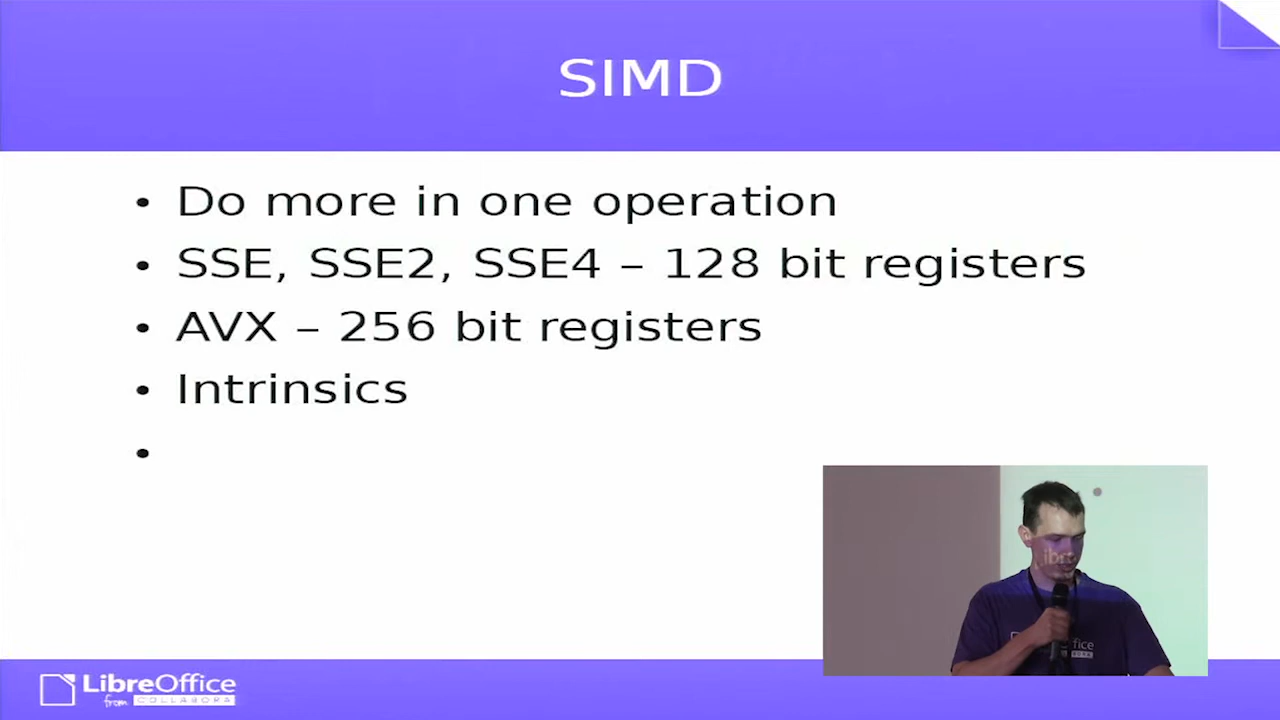 SIMD
• Do more in one operation
• SSE, SSE2, SSE4 – 128 bit registers
• AVX – 256 bit registers
• Intrinsics
•
LibreOffice
from COLLABORA